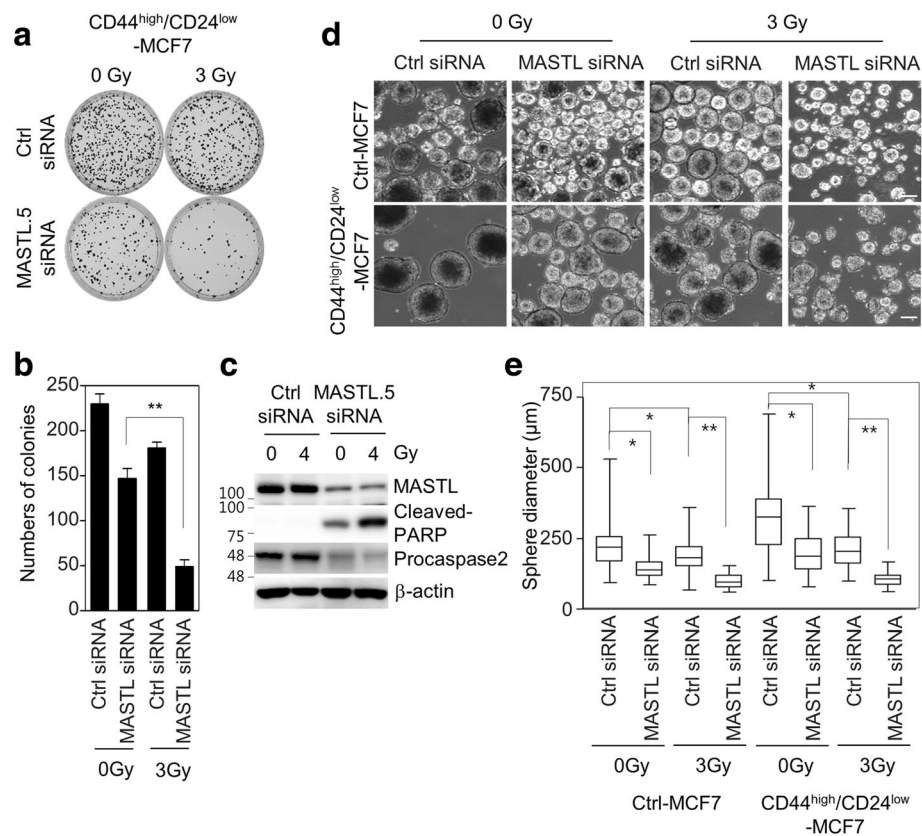 a
CD44high/CD24low
-MCF7
0 Gy 3 Gy
Ctrl
siRNA
MASTL.5
siRNA
b
Numbers of colonies
250
200
150
100
50
0
**
Ctrl siRNA
MASTL siRNA
Ctrl siRNA
MASTL siRNA
0Gy 3Gy
c
Ctrl MASTL.5
siRNA siRNA
0 4 0 4 Gy
100
75
48
48
MASTL
Cleaved-
PARP
Procaspase2
β-actin
d
0 Gy 3 Gy
Ctrl siRNA MASTL siRNA Ctrl siRNA MASTL siRNA
Ctrl-MCF7
CD44high/CD24low
-MCF7
e
Sphere diameter (μm)
750
500
250
0
*
*
**
*
*
**
Ctrl siRNA
MASTL siRNA
Ctrl siRNA
MASTL siRNA
Ctrl siRNA
MASTL siRNA
Ctrl siRNA
MASTL siRNA
0Gy 3Gy 0Gy 3Gy
Ctrl-MCF7 CD44high/CD24low
-MCF7